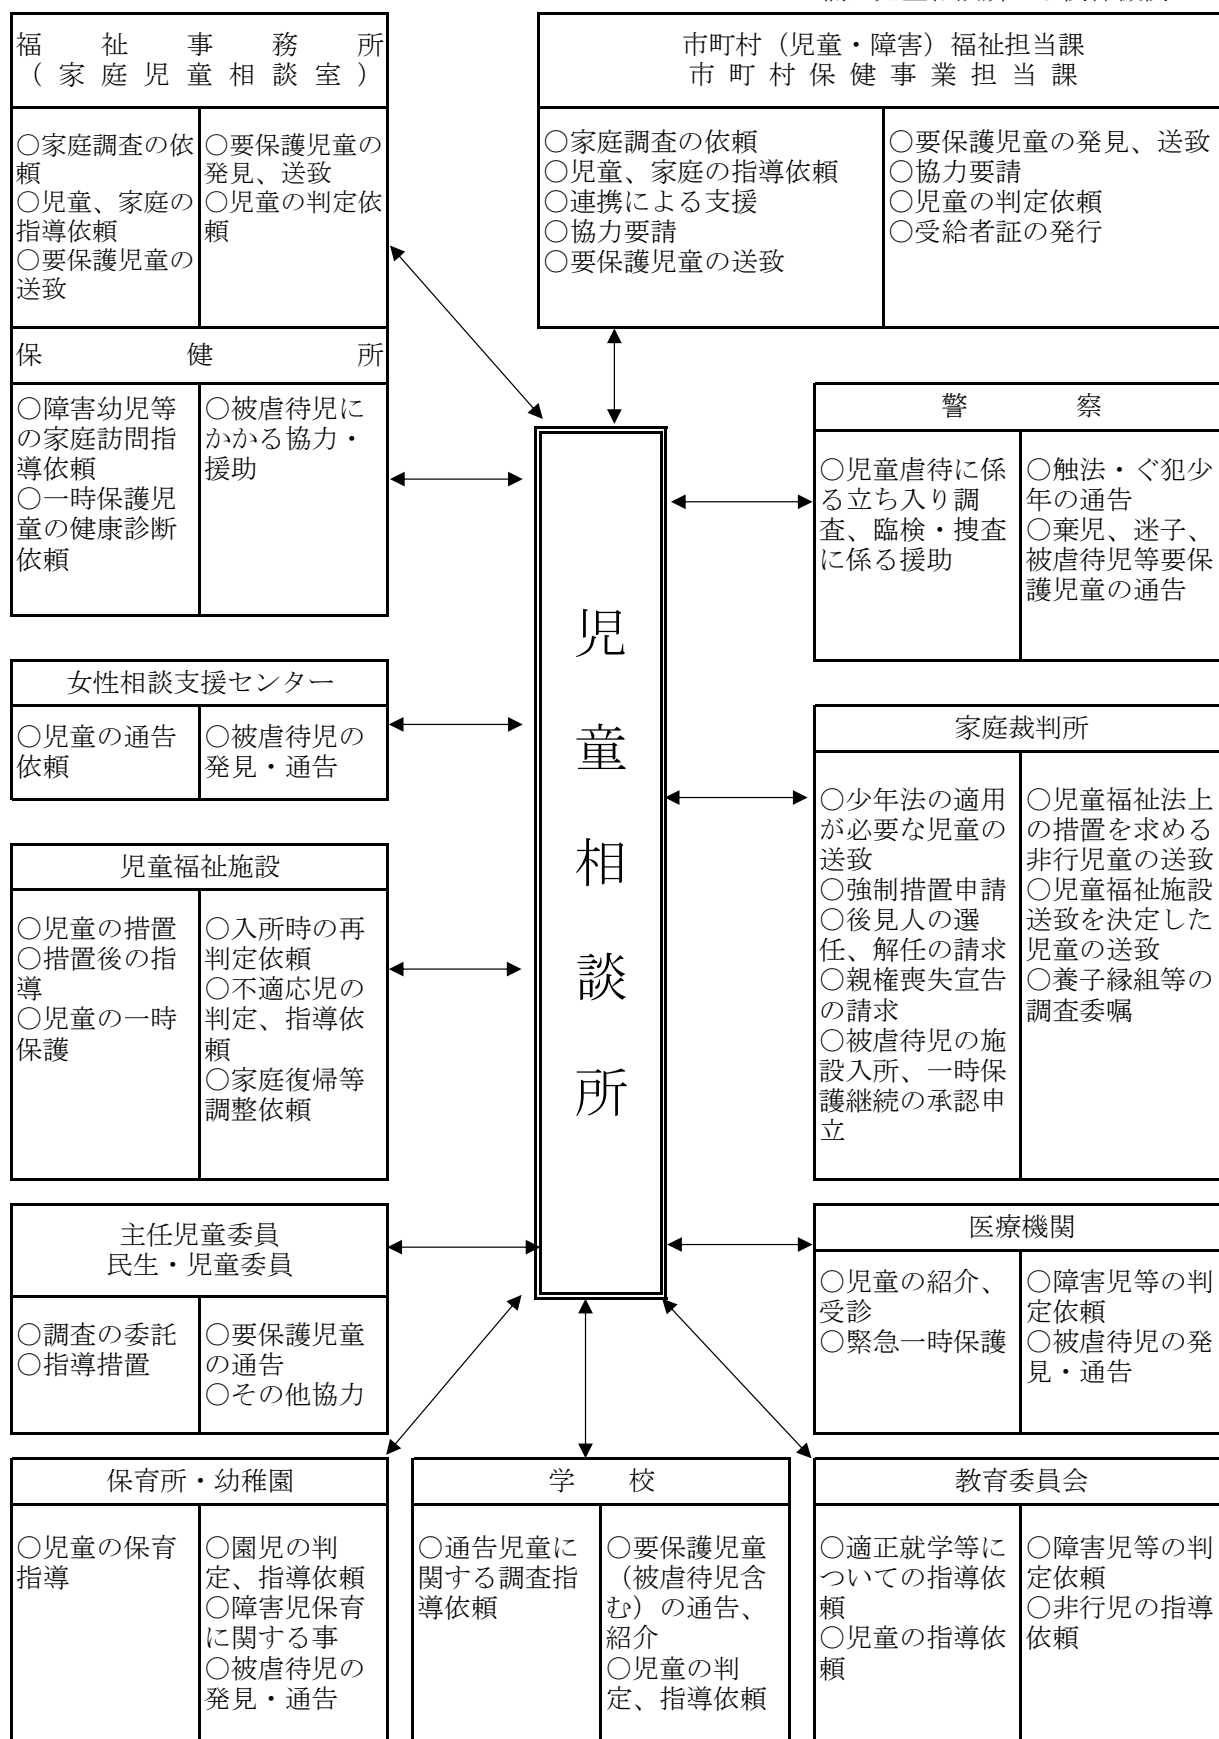 福祉事務所
（家庭児童相談室）
○家庭調査の依
頼
○児童、家庭の
指導依頼
○要保護児童の
送致
○要保護児童の
発見、送致
○児童の判定依
頼
市町村（児童・障害）福祉担当課
市町村保健事業担当課
○家庭調査の依頼
○児童、家庭の指導依頼
○連携による支援
○協力要請
○要保護児童の送致
○要保護児童の発見、送致
○協力要請
○児童の判定依頼
○受給者証の発行
保健所
○障害幼児等
の家庭訪問指
導依頼
○一時保護児
童の健康診断
依頼
○被虐待児に
かかる協力・
援助
警察
○児童虐待に係
る立ち入り調
査、臨検・捜査
に係る援助
○触法・ぐ犯少
年の通告
○棄児、迷子、
被虐待児等要保
護児童の通告
児童相談所
女性相談支援センター
○児童の通告
依頼
○被虐待児の
発見・通告
家庭裁判所
○少年法の適用
が必要な児童の
送致
○強制措置申請
○後見人の選
任、解任の請求
○親権喪失宣告
の請求
○被虐待児の施
設入所、一時保
護継続の承認申
立
○児童福祉法上
の措置を求める
非行児童の送致
○児童福祉施設
送致を決定した
児童の送致
○養子縁組等の
調査委嘱
児童福祉施設
○児童の措置
○措置後の指
導
○児童の一時
保護
○入所時の再
判定依頼
○不適応児の
判定、指導依
頼
○家庭復帰等
調整依頼
主任児童委員
民生・児童委員
○調査の委託
○指導措置
○要保護児童
の通告
○その他協力
医療機関
○児童の紹介、
受診
○緊急一時保護
○障害児等の判
定依頼
○被虐待児の発
見・通告
保育所・幼稚園
○児童の保育
指導
○園児の判
定、指導依頼
○障害児保育
に関する事
○被虐待児の
発見・通告
学校
○通告児童に
関する調査指
導依頼
○要保護児童
（被虐待児含
む）の通告、
紹介
○児童の判
定、指導依頼
教育委員会
○適正就学等に
ついての指導依
頼
○児童の指導依
頼
○障害児等の判
定依頼
○非行児の指導
依頼